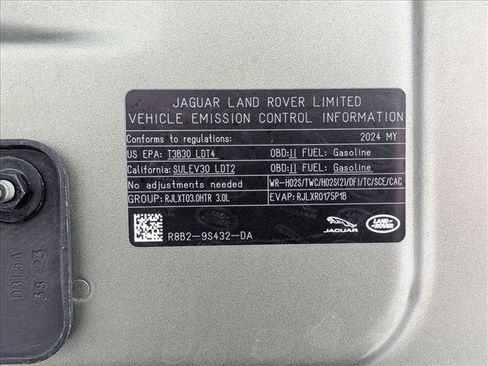 JAGUAR LAND ROVER LIMITED
VEHICLE EMISSION CONTROL INFORMATION
Conforms to regulations: 2024 MY
US EPA: T3B30 LDT4 OBD:II FUEL: Gasoline
California: SULEV30 LDT2 OBD:II FUEL: Gasoline
No adjustments needed WR-HO2S/TWC/HO2S(2)/DFI/TC/SCE/CAC
GROUP: RJLXT03.0HTR 3.0L EVAP: RJLXR0175P1B
R8B2-9S432-DA
JAGUAR
LAND ROVER
38 23